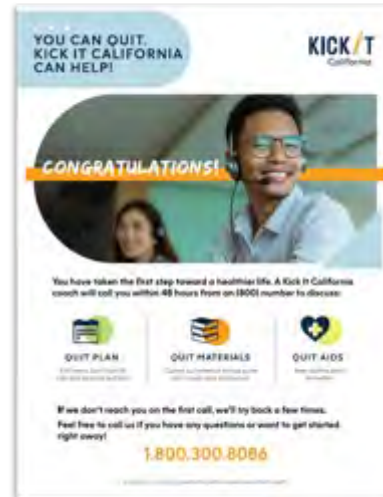 YOU CAN QUIT.
KICK IT CALIFORNIA
CAN HELP!
KICK IT
California
CONGRATULATIONS!
You have taken the first step toward a healthier life. A Kick It California
coach will call you within 48 hours from an (800) number to discuss:
QUIT PLAN
QUIT MATERIALS
QUIT AIDS
If we don't reach you on the first call, we'll try back a few times.
Feel free to call us if you have any questions or want to get started
right away!
1.800.300.8086